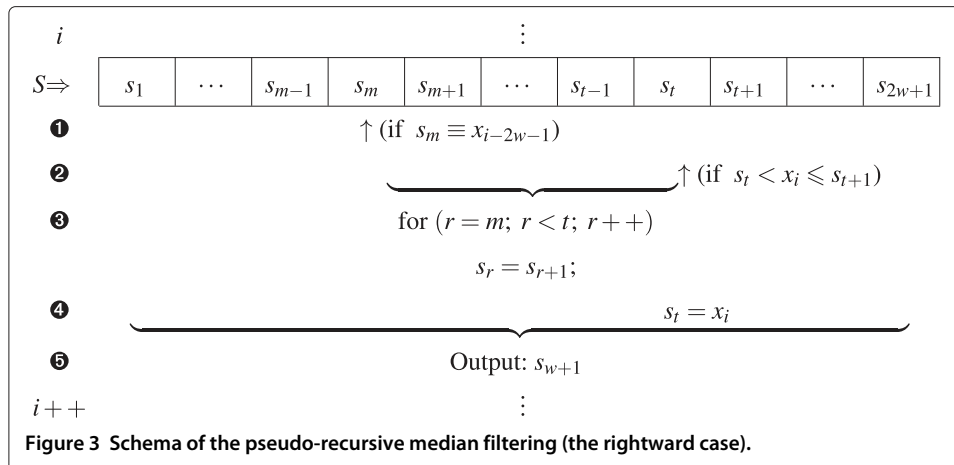 i ⋮
S⇒ s₁ ⋯ sₘ₋₁ sₘ sₘ₊₁ ⋯ sₜ₋₁ sₜ sₜ₊₁ ⋯ s₂w₊₁
❶ ↑ (if sₘ ≡ x_{i−2w−1})
❷ ↑ (if sₜ < xᵢ ⩽ sₜ₊₁)
❸ for (r = m; r < t; r++)
sᵣ = sᵣ₊₁;
❹ sₜ = xᵢ
❺ Output: s_{w+1}
i++ ⋮
Figure 3 Schema of the pseudo-recursive median filtering (the rightward case).